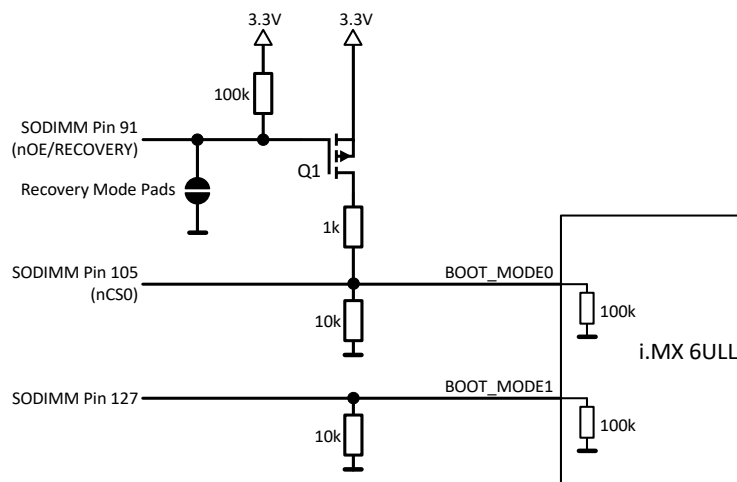 3.3V
3.3V
100k
SODIMM Pin 91
(nOE/RECOVERY)
Q1
Recovery Mode Pads
1k
SODIMM Pin 105
(nCS0)
BOOT_MODE0
10k
100k
i.MX 6ULL
SODIMM Pin 127
BOOT_MODE1
10k
100k